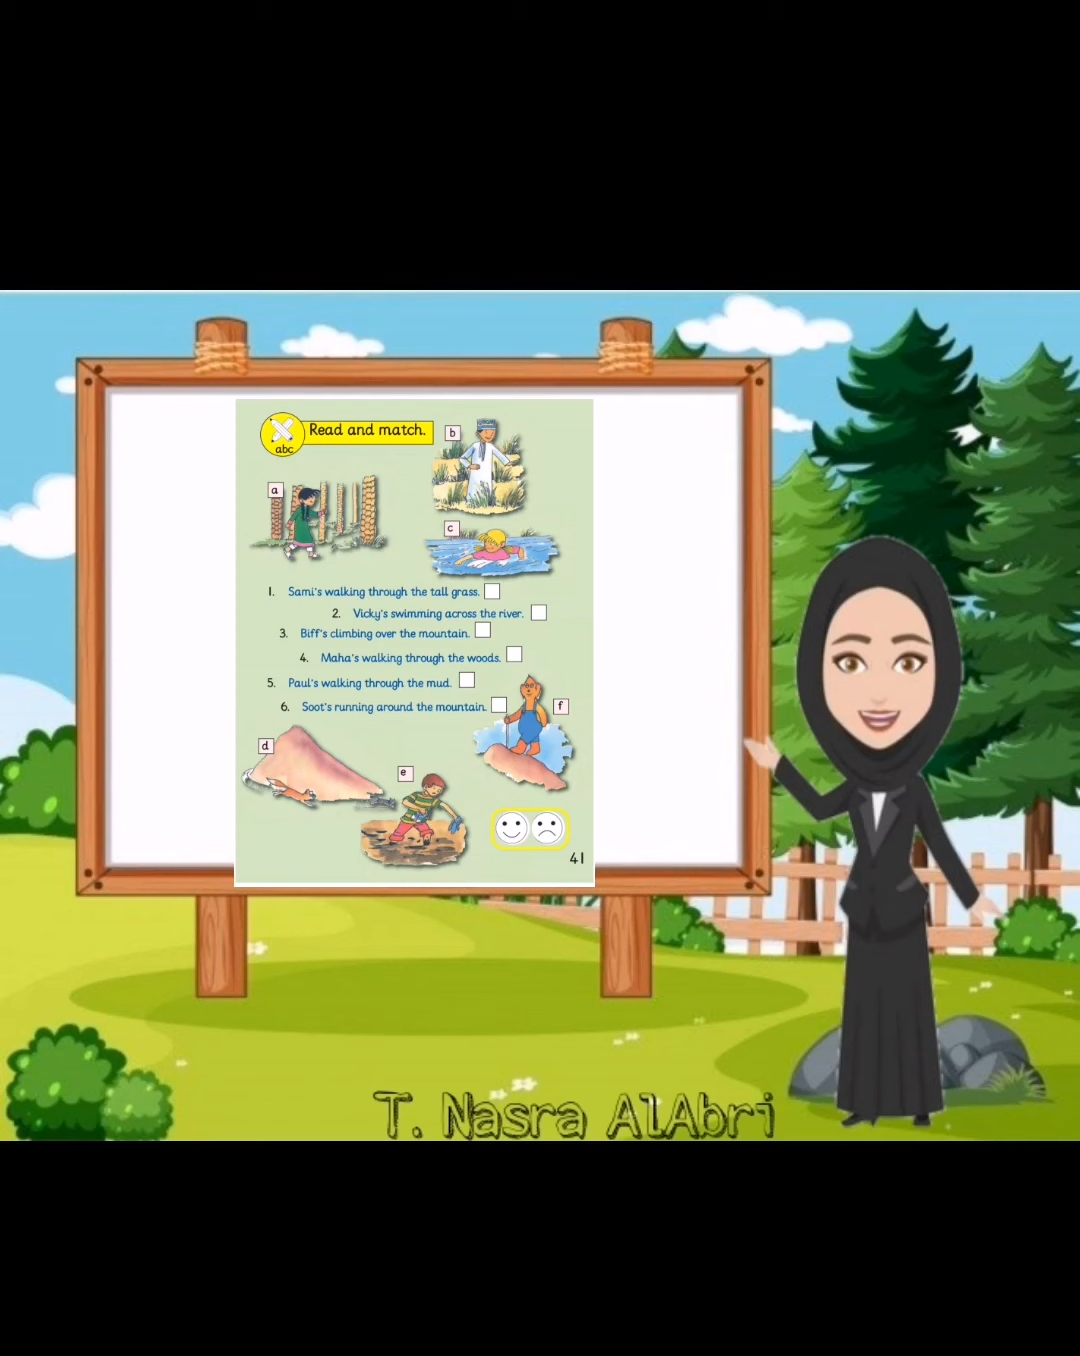 Read and match.
abc
b
a
c
1. Sami's walking through the tall grass.
2. Vicky's swimming across the river.
3. Biff's climbing over the mountain.
4. Maha's walking through the woods.
5. Paul's walking through the mud.
6. Soot's running around the mountain.
f
d
e
41
T. Nasra AlAbri